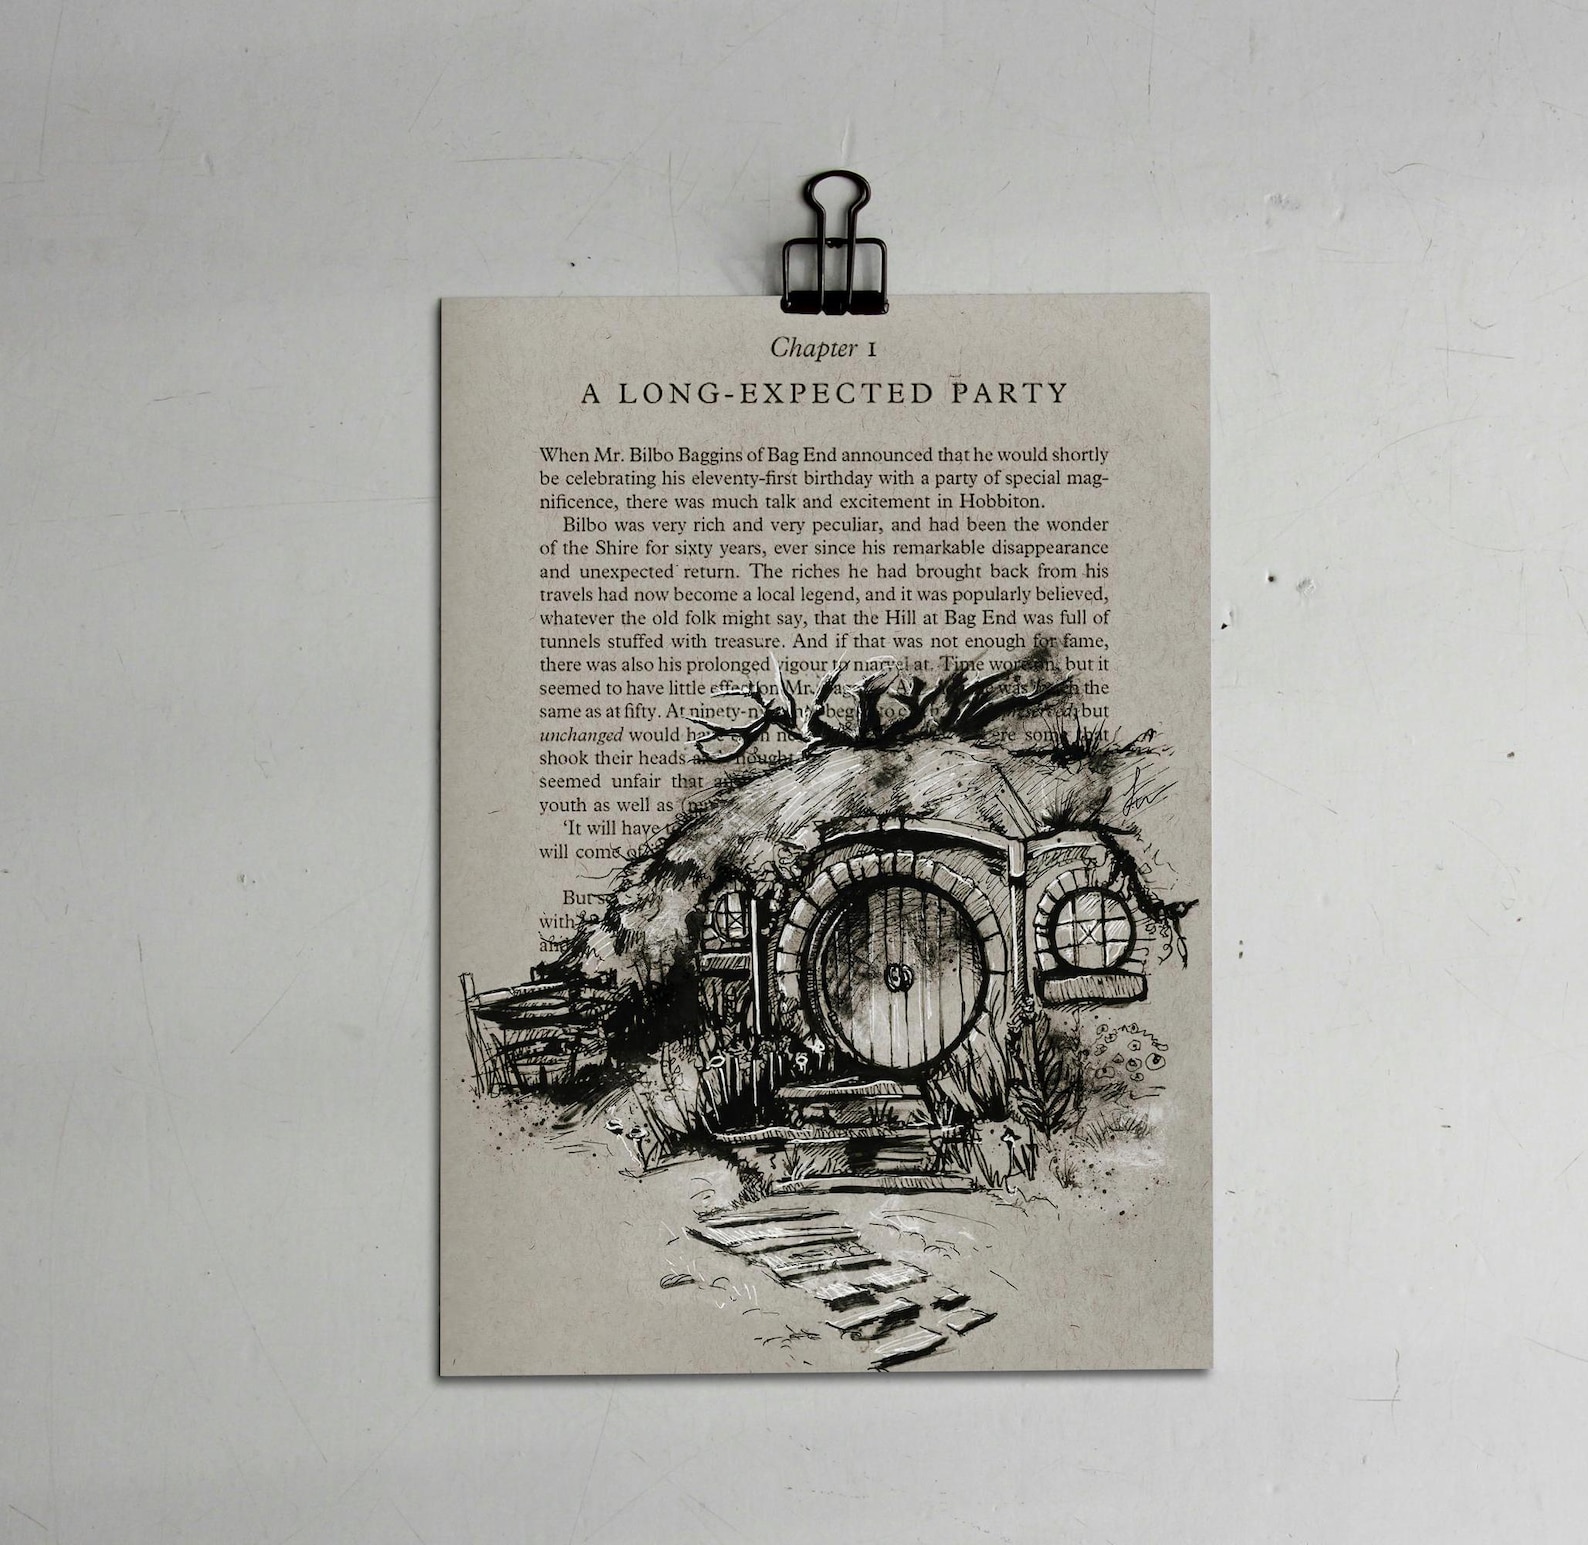 Chapter 1
A LONG-EXPECTED PARTY
When Mr. Bilbo Baggins of Bag End announced that he would shortly
be celebrating his eleventy-first birthday with a party of special mag-
nificence, there was much talk and excitement in Hobbiton.
Bilbo was very rich and very peculiar, and had been the wonder
of the Shire for sixty years, ever since his remarkable disappearance
and unexpected return. The riches he had brought back from his
travels had now become a local legend, and it was popularly believed,
whatever the old folk might say, that the Hill at Bag End was full of
tunnels stuffed with treasure. And if that was not enough for fame,
there was also his prolonged vigour to marvel at. Time wore on, but it
seemed to have little effect on Mr. was the
same as at fifty. At but
unchanged would some that
shook their heads thought
seemed unfair that
youth as well as
‘It will have
will come of
But
with